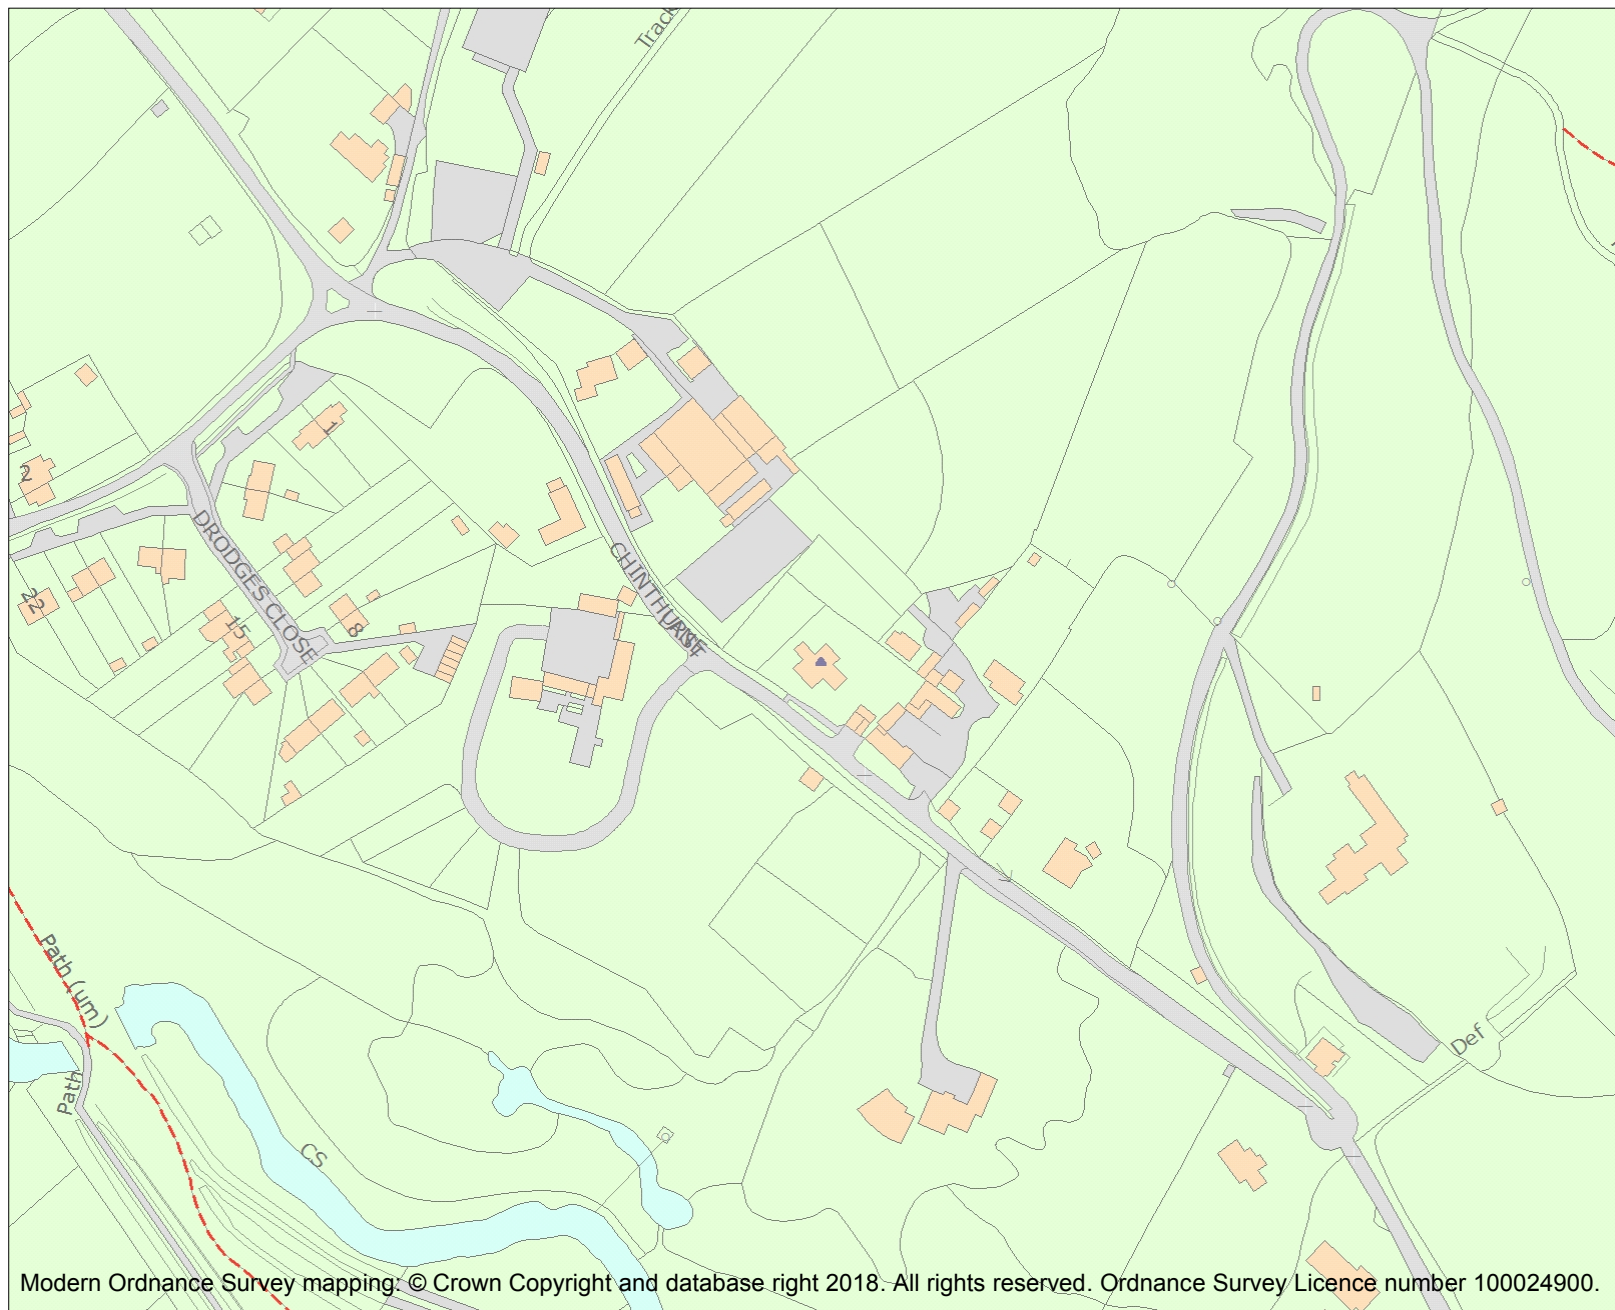 Track
1
2
DRODGES CLOSE
CHINTHURST
LANE
22
15
8
Path (um)
Def
Path
CS
Modern Ordnance Survey mapping: © Crown Copyright and database right 2018. All rights reserved. Ordnance Survey Licence number 100024900.